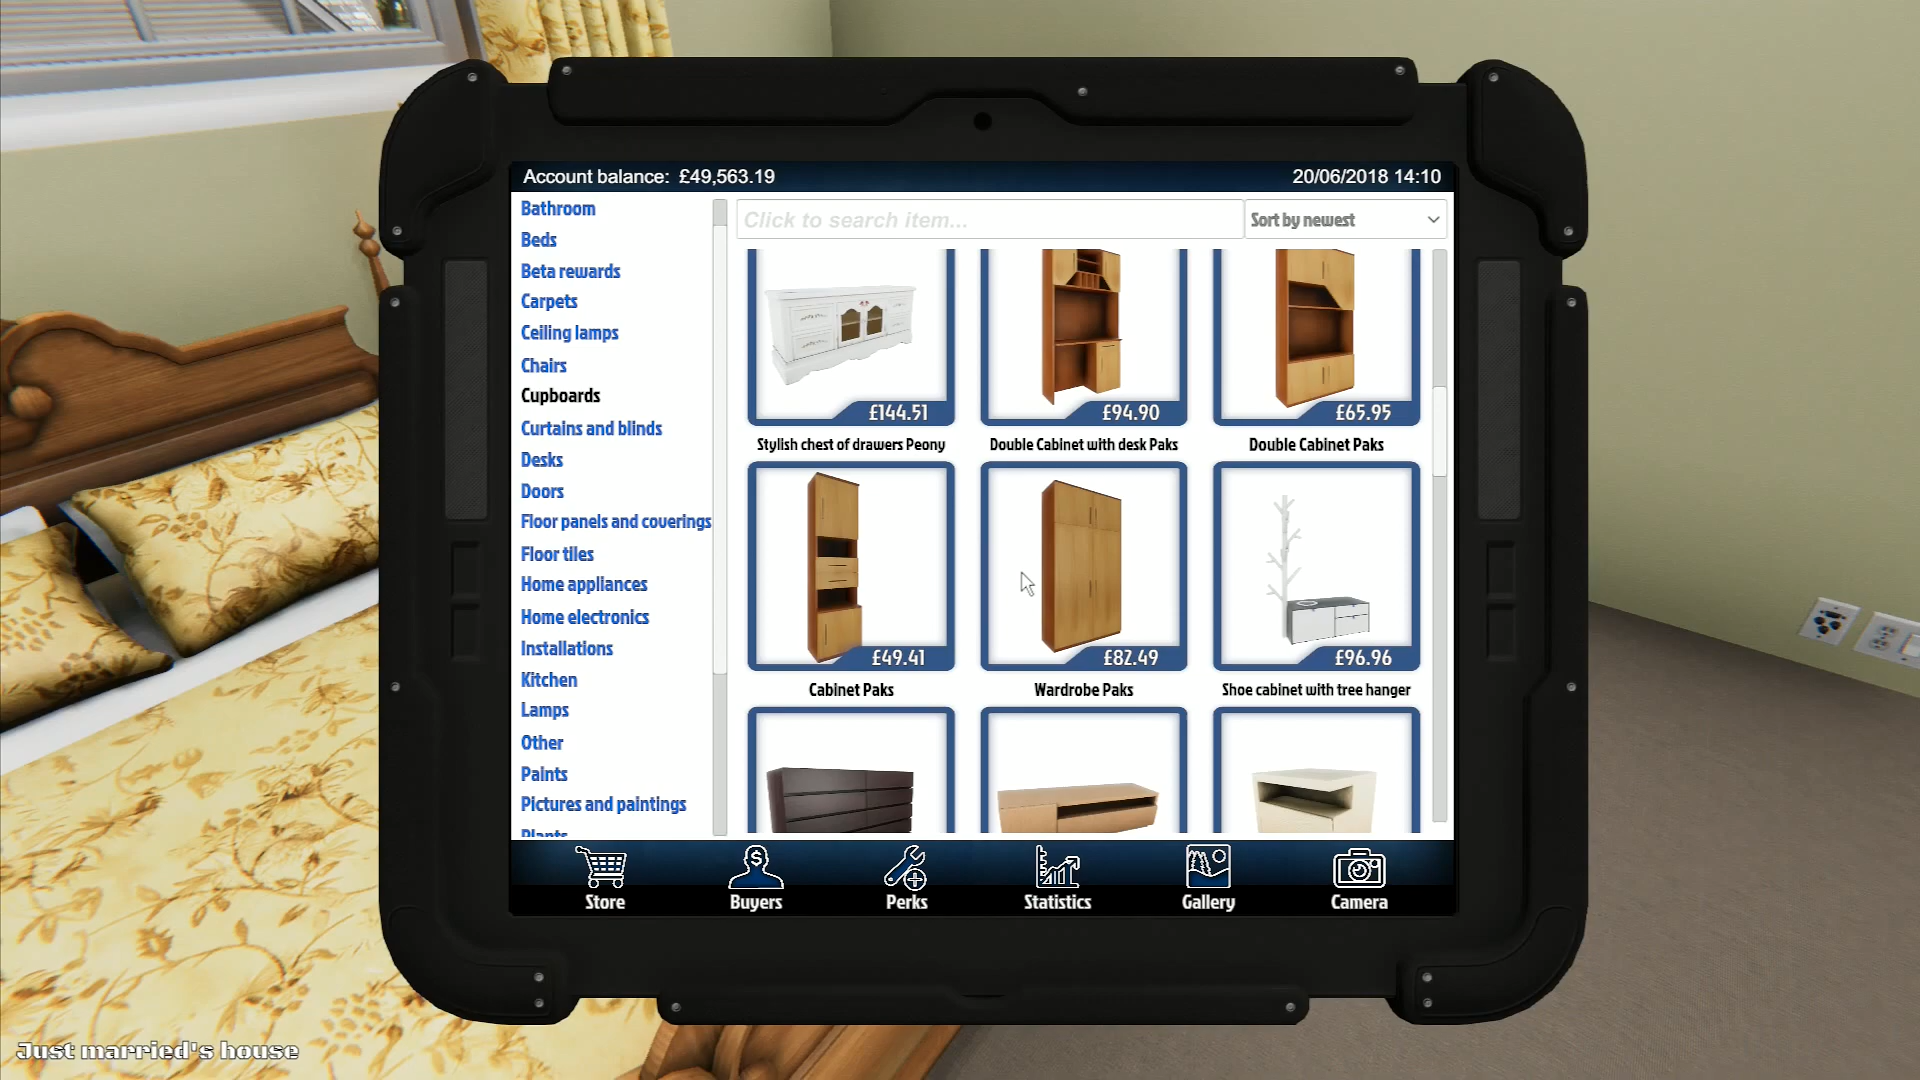 Account balance: £49,563.19
20/06/2018 14:10
Bathroom
Beds
Beta rewards
Carpets
Ceiling lamps
Chairs
Cupboards
Curtains and blinds
Desks
Doors
Floor panels and coverings
Floor tiles
Home appliances
Home electronics
Installations
Kitchen
Lamps
Other
Paints
Pictures and paintings
Plants
Click to search item...
Sort by newest
£144.51
£94.90
£65.95
Stylish chest of drawers Peony
Double Cabinet with desk Paks
Double Cabinet Paks
£49.41
£82.49
£96.96
Cabinet Paks
Wardrobe Paks
Shoe cabinet with tree hanger
Store
Buyers
Perks
Statistics
Gallery
Camera
Just married's house